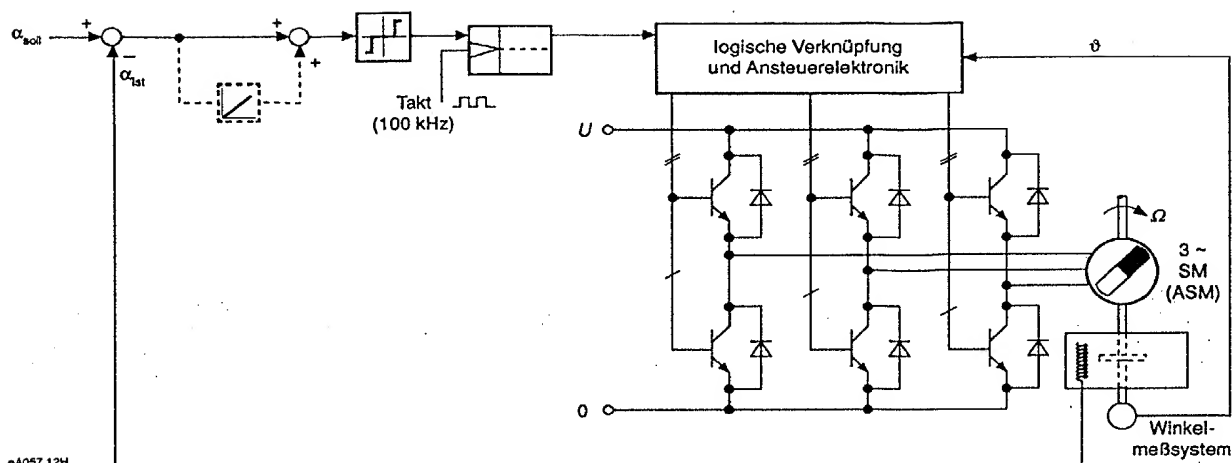 α_soll
+
−
α_Ist
+
+
Takt
(100 kHz)
logische Verknüpfung
und Ansteuerelektronik
ϑ
U
0
Ω
3 ~
SM
(ASM)
Winkel-
meßsystem
eA057 12H